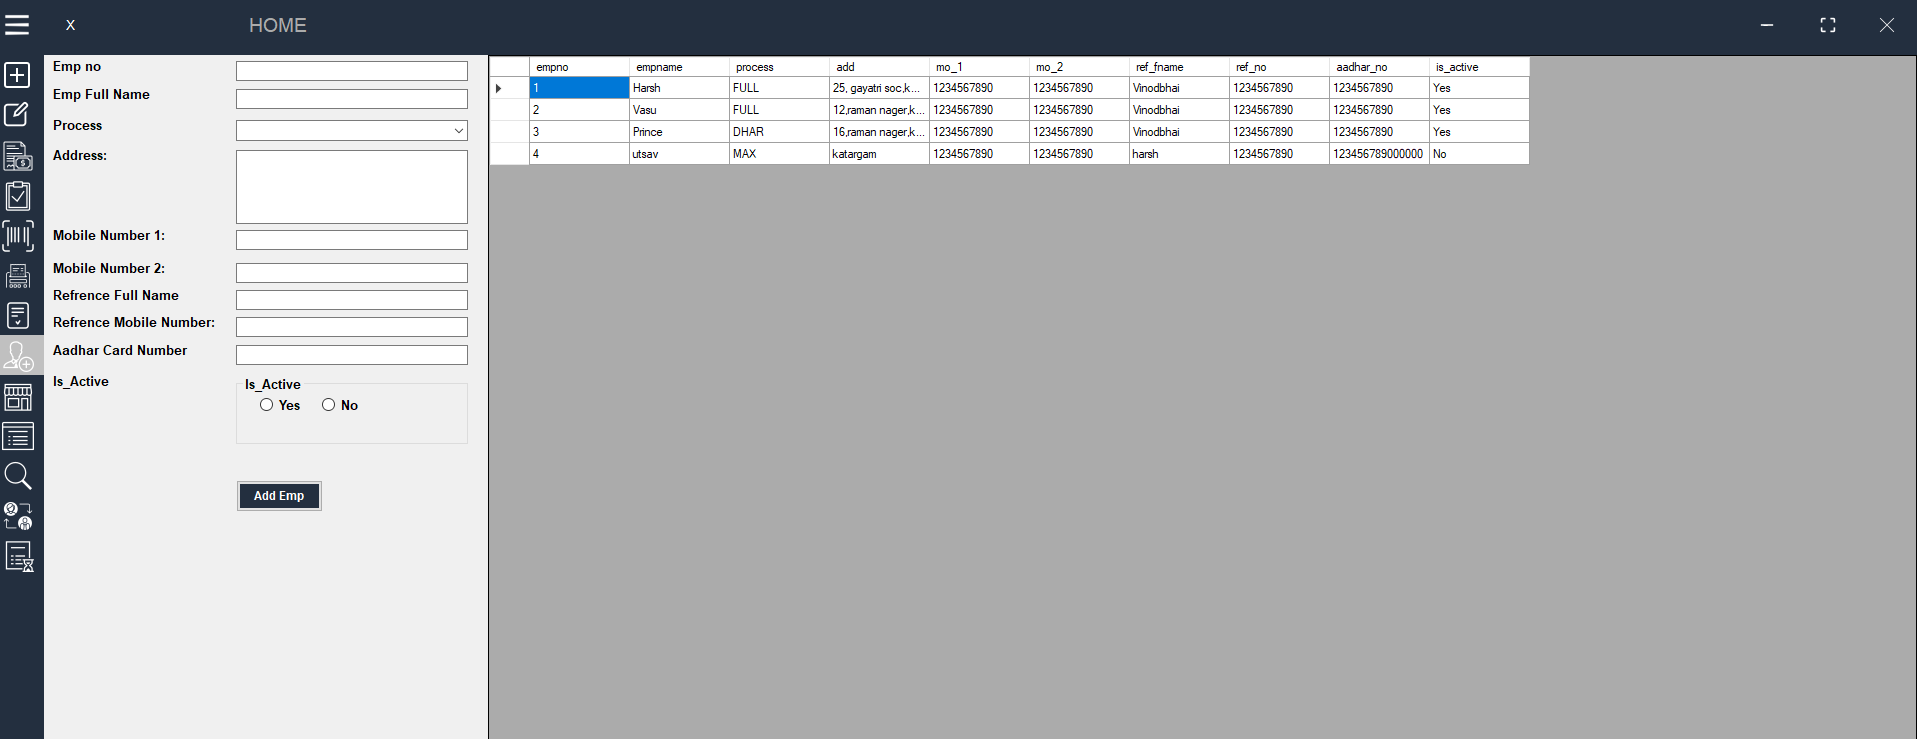 X HOME
Emp no
Emp Full Name
Process
Address:
Mobile Number 1:
Mobile Number 2:
Refrence Full Name
Refrence Mobile Number:
Aadhar Card Number
Is_Active
Is_Active
Yes No
Add Emp
empno empname process add mo_1 mo_2 ref_fname ref_no aadhar_no is_active
1 Harsh FULL 25, gayatri soc,k... 1234567890 1234567890 Vinodbhai 1234567890 1234567890 Yes
2 Vasu FULL 12,raman nager,k... 1234567890 1234567890 Vinodbhai 1234567890 1234567890 Yes
3 Prince DHAR 16,raman nager,k... 1234567890 1234567890 Vinodbhai 1234567890 1234567890 Yes
4 utsav MAX katargam 1234567890 1234567890 harsh 1234567890 123456789000000 No